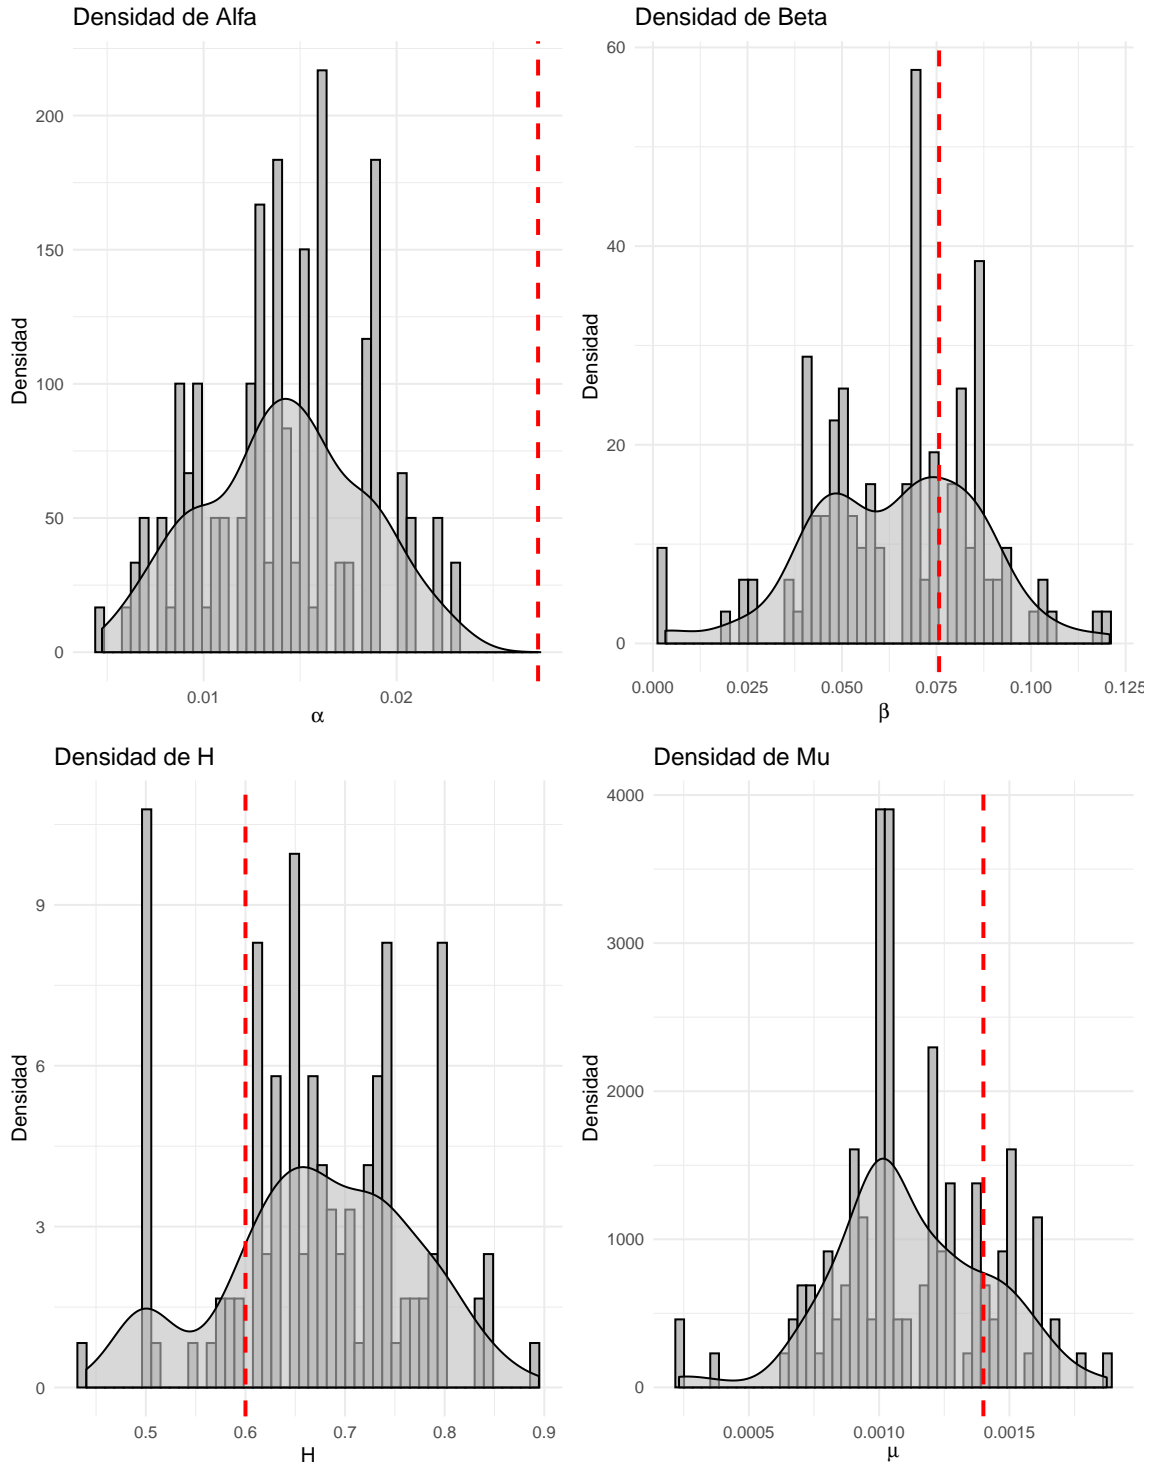 Densidad de Alfa
Densidad
200
150
100
50
0
0.01 0.02
α
Densidad de Beta
Densidad
60
40
20
0
0.000 0.025 0.050 0.075 0.100 0.125
β
Densidad de H
Densidad
9
6
3
0
0.5 0.6 0.7 0.8 0.9
H
Densidad de Mu
Densidad
4000
3000
2000
1000
0
0.0005 0.0010 0.0015
μ